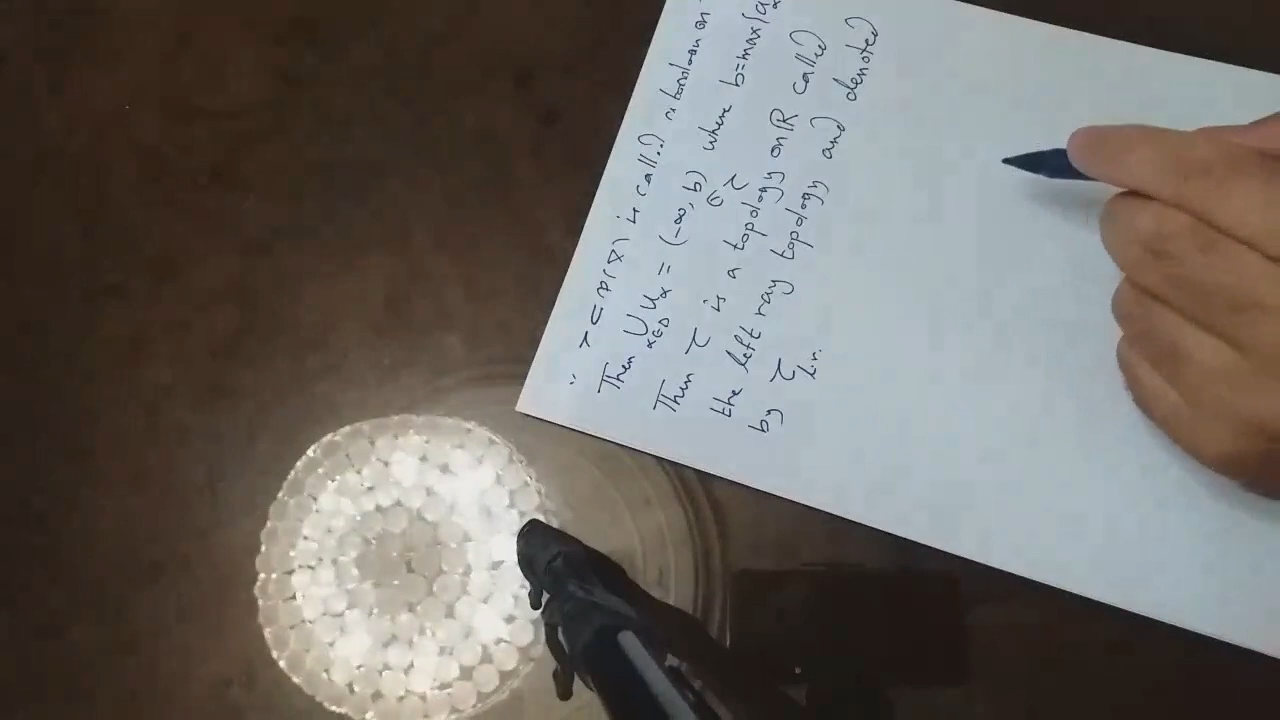 ∵ τ⊂P(X) is called a topology on
Then ⋃ U_α = (-∞, b) where b=max{a_α
α∈Δ
∈ τ
Then τ is a topology on ℝ called
the left ray topology and denoted
by τ